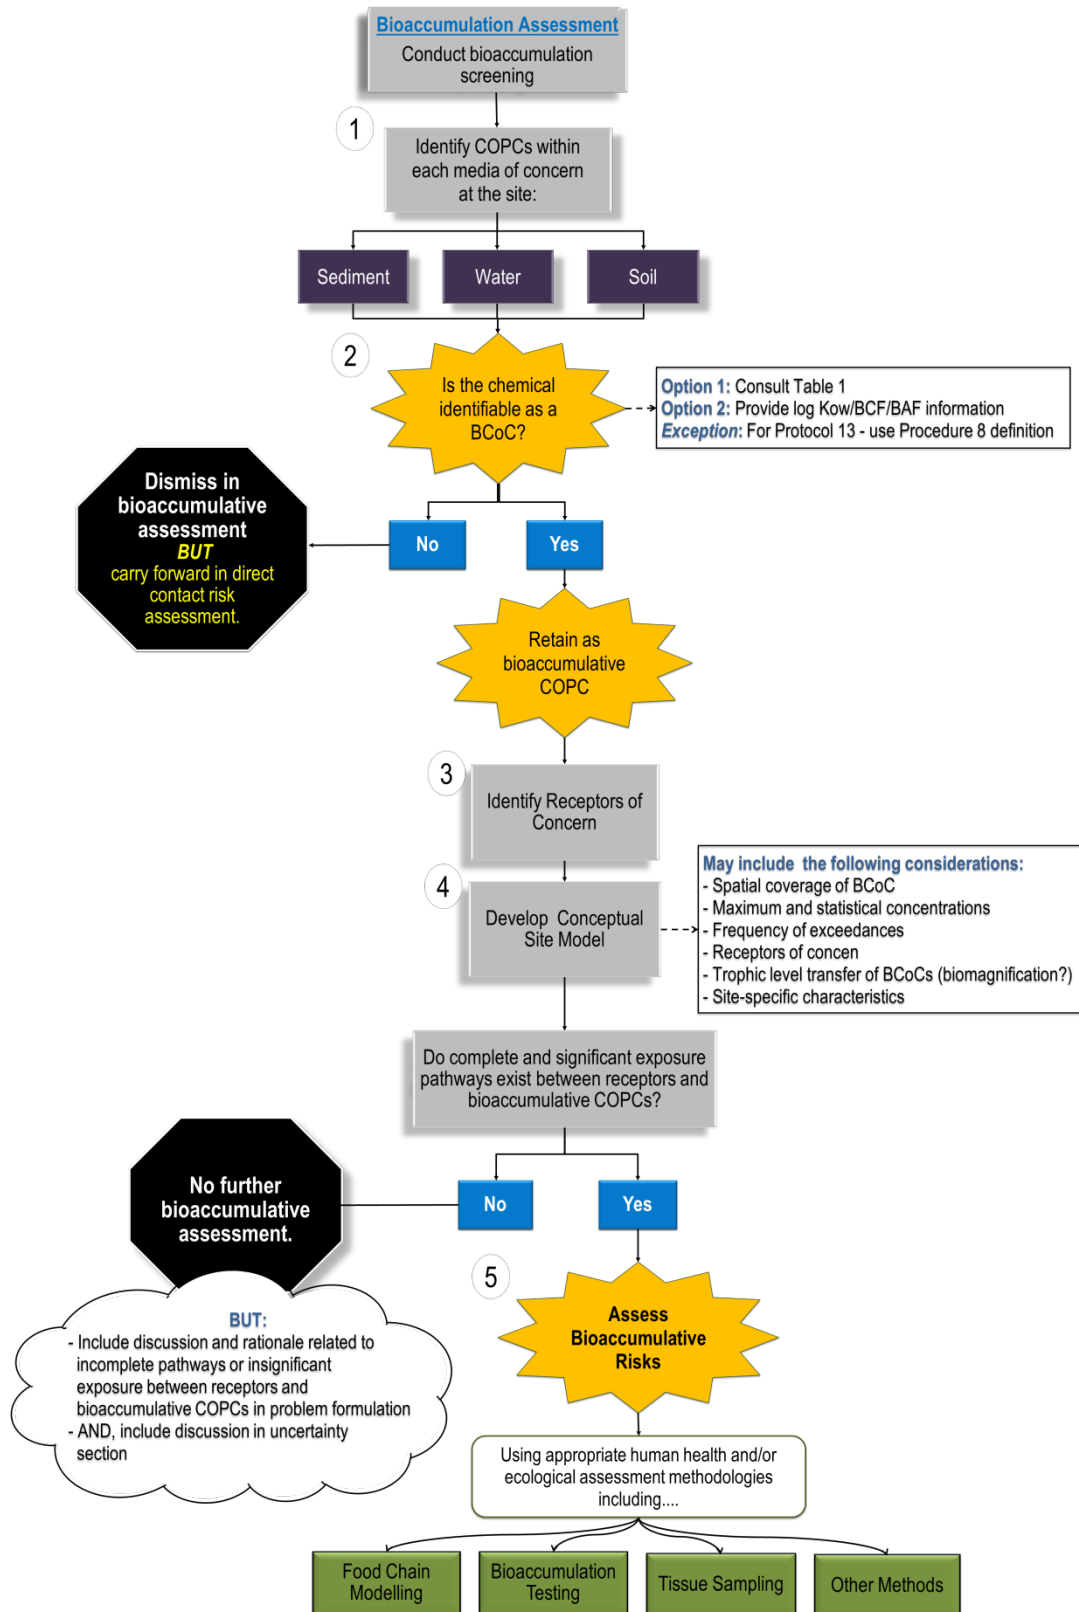 Bioaccumulation Assessment
Conduct bioaccumulation
screening
1
Identify COPCs within
each media of concern
at the site:
Sediment
Water
Soil
2
Is the chemical
identifiable as a
BCoC?
Option 1: Consult Table 1
Option 2: Provide log Kow/BCF/BAF information
Exception: For Protocol 13 - use Procedure 8 definition
Dismiss in
bioaccumulative
assessment
BUT
carry forward in direct
contact risk
assessment.
No
Yes
Retain as
bioaccumulative
COPC
3
Identify Receptors of
Concern
4
Develop Conceptual
Site Model
May include the following considerations:
- Spatial coverage of BCoC
- Maximum and statistical concentrations
- Frequency of exceedances
- Receptors of concen
- Trophic level transfer of BCoCs (biomagnification?)
- Site-specific characteristics
Do complete and significant exposure
pathways exist between receptors and
bioaccumulative COPCs?
No further
bioaccumulative
assessment.
No
Yes
BUT:
- Include discussion and rationale related to
incomplete pathways or insignificant
exposure between receptors and
bioaccumulative COPCs in problem formulation
- AND, include discussion in uncertainty
section
5
Assess
Bioaccumulative
Risks
Using appropriate human health and/or
ecological assessment methodologies
including....
Food Chain
Modelling
Bioaccumulation
Testing
Tissue Sampling
Other Methods